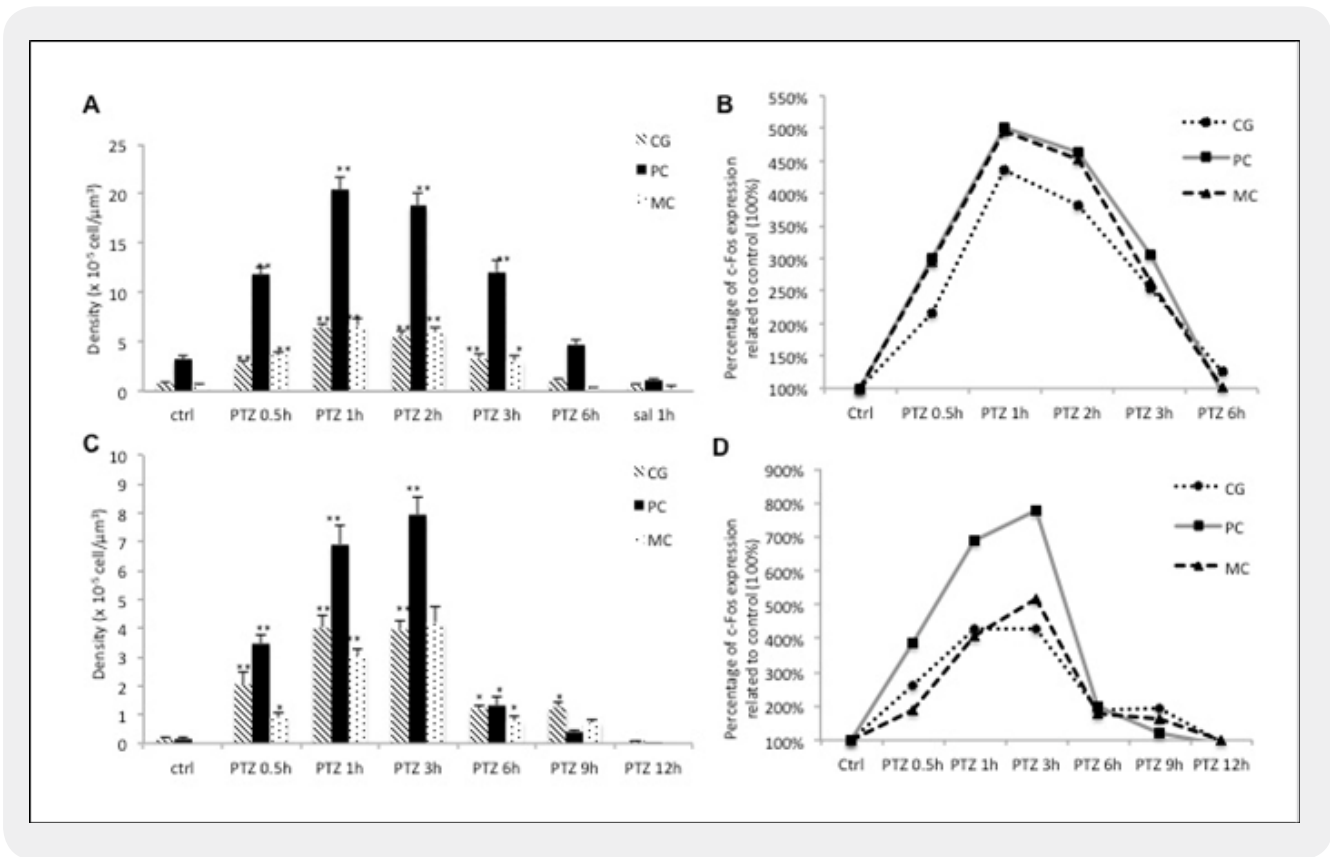 A
Density (x 10⁻⁵ cell/µm³)
25
20
15
10
5
0
** ** ** ** ** ** ** ** ** ** ** *
ctrl PTZ 0.5h PTZ 1h PTZ 2h PTZ 3h PTZ 6h sal 1h
CG
PC
MC
B
Percentage of c-Fos expression
related to control (100%)
550%
500%
450%
400%
350%
300%
250%
200%
150%
100%
Ctrl PTZ 0.5h PTZ 1h PTZ 2h PTZ 3h PTZ 6h
CG
PC
MC
C
Density (x 10⁻⁵ cell/µm³)
10
9
8
7
6
5
4
3
2
1
0
** ** * ** ** ** ** ** * * * *
ctrl PTZ 0.5h PTZ 1h PTZ 3h PTZ 6h PTZ 9h PTZ 12h
CG
PC
MC
D
Percentage of c-Fos expression
related to control (100%)
900%
800%
700%
600%
500%
400%
300%
200%
100%
Ctrl PTZ 0.5h PTZ 1h PTZ 3h PTZ 6h PTZ 9h PTZ 12h
CG
PC
MC